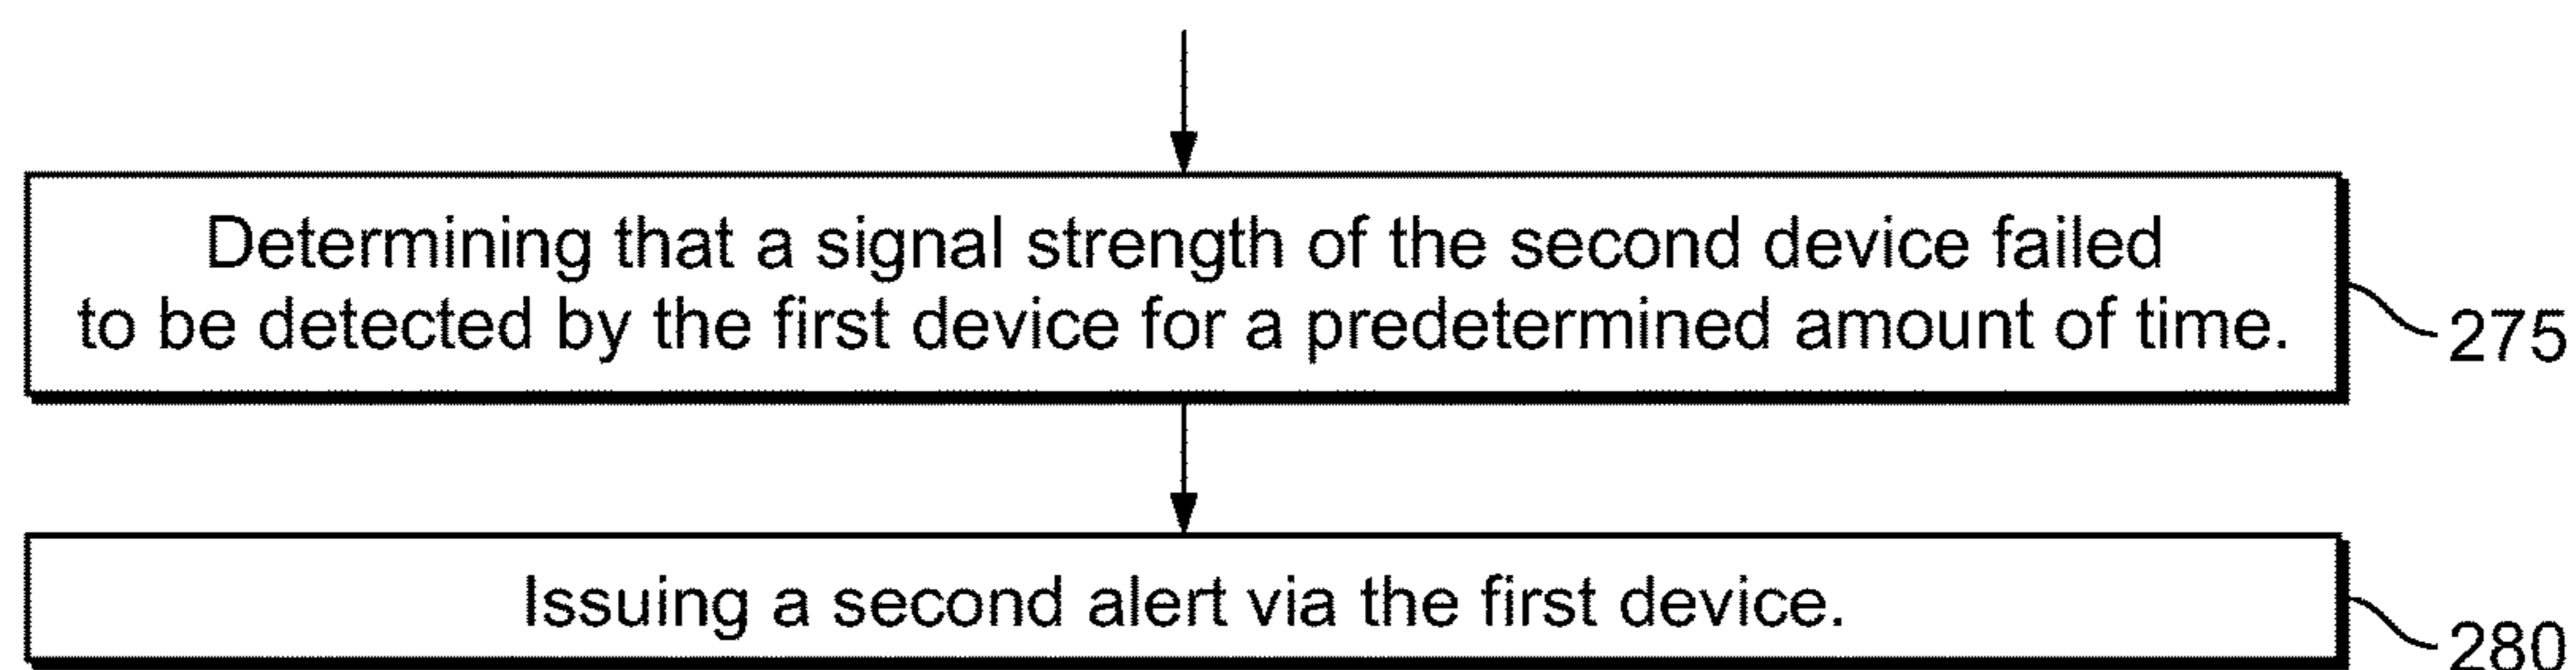 Determining that a signal strength of the second device failed
to be detected by the first device for a predetermined amount of time.
275
Issuing a second alert via the first device.
280